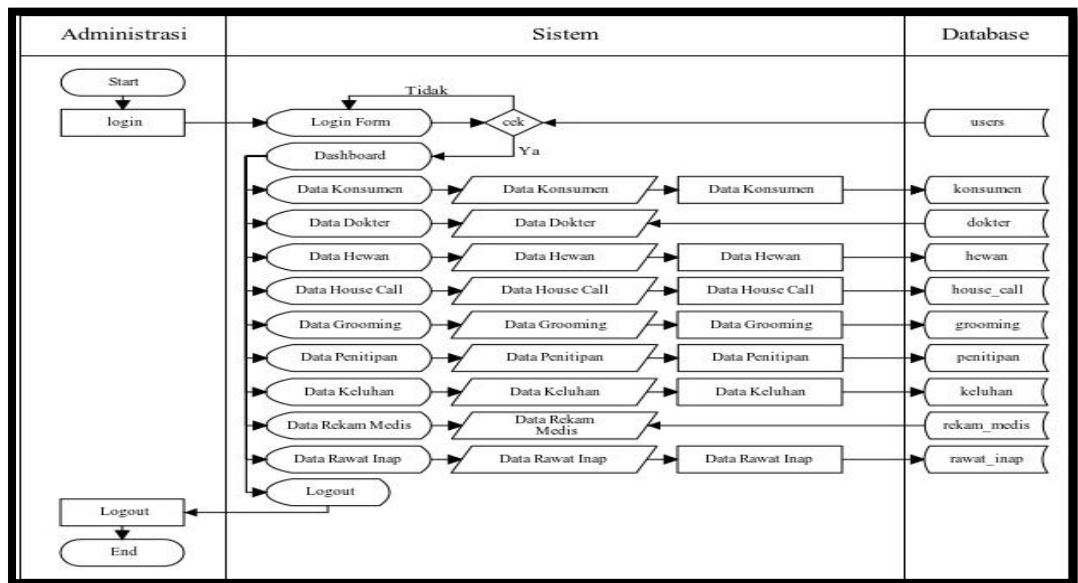 Administrasi
Sistem
Database
Start
Tidak
login
Login Form
cek
users
Dashboard
Ya
Data Konsumen
Data Konsumen
Data Konsumen
konsumen
Data Dokter
Data Dokter
dokter
Data Hewan
Data Hewan
Data Hewan
hewan
Data House Call
Data House Call
Data House Call
house_call
Data Grooming
Data Grooming
Data Grooming
grooming
Data Penitipan
Data Penitipan
Data Penitipan
penitipan
Data Keluhan
Data Keluhan
Data Keluhan
keluhan
Data Rekam Medis
Data Rekam
Medis
rekam_medis
Data Rawat Inap
Data Rawat Inap
Data Rawat Inap
rawat_inap
Logout
Logout
End